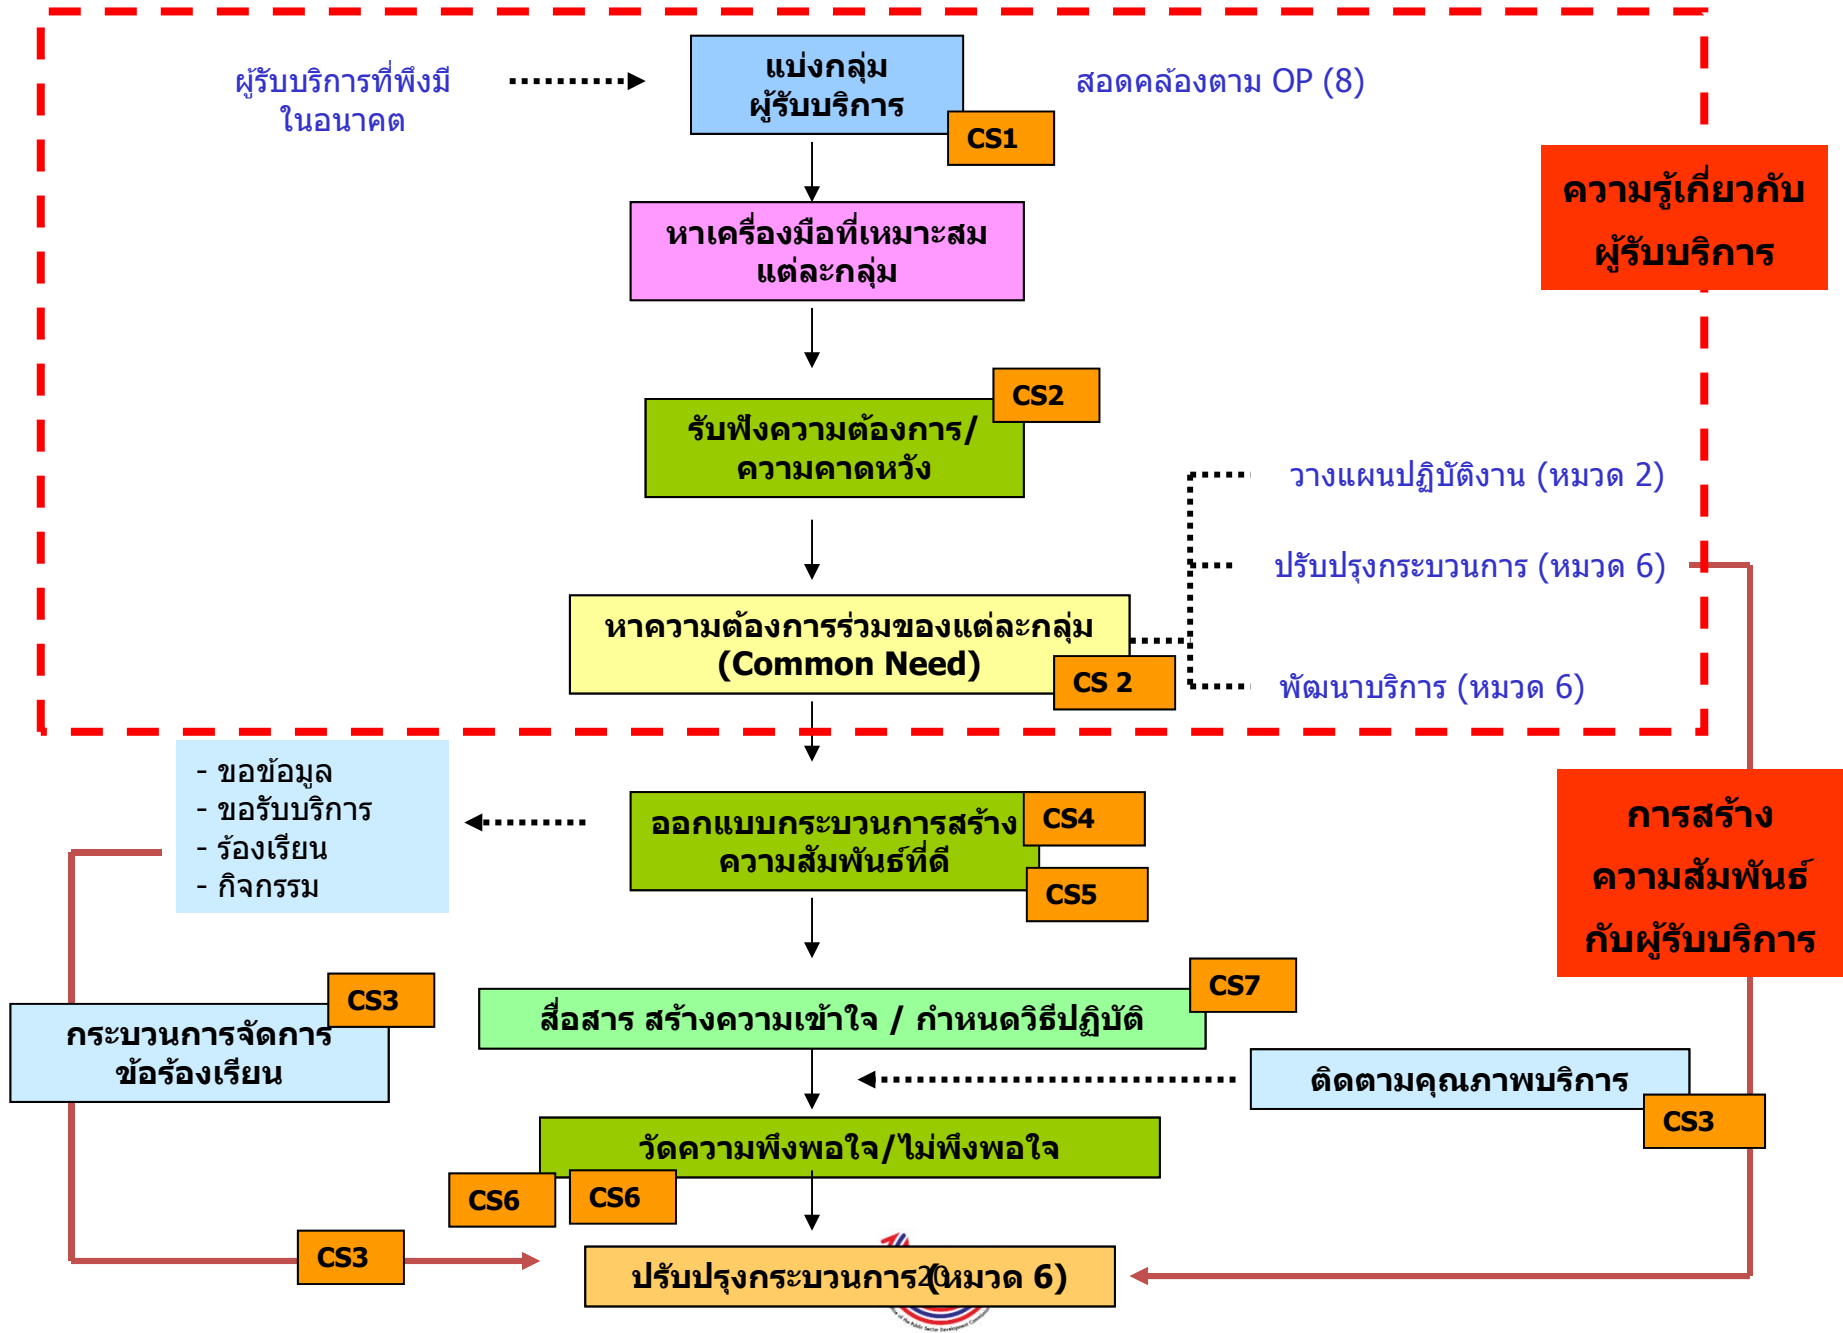 ผู้รับบริการที่พึงมี
ในอนาคต
แบ่งกลุ่ม
ผู้รับบริการ
CS1
สอดคล้องตาม OP (8)
ความรู้เกี่ยวกับ
ผู้รับบริการ
หาเครื่องมือที่เหมาะสม
แต่ละกลุ่ม
CS2
รับฟังความต้องการ/
ความคาดหวัง
วางแผนปฏิบัติงาน (หมวด 2)
ปรับปรุงกระบวนการ (หมวด 6)
พัฒนาบริการ (หมวด 6)
หาความต้องการร่วมของแต่ละกลุ่ม
(Common Need)
CS 2
- ขอข้อมูล
- ขอรับบริการ
- ร้องเรียน
- กิจกรรม
ออกแบบกระบวนการสร้าง
ความสัมพันธ์ที่ดี
CS4
CS5
การสร้าง
ความสัมพันธ์
กับผู้รับบริการ
CS3
กระบวนการจัดการ
ข้อร้องเรียน
CS7
สื่อสาร สร้างความเข้าใจ / กำหนดวิธีปฏิบัติ
ติดตามคุณภาพบริการ
CS3
วัดความพึงพอใจ/ไม่พึงพอใจ
CS6
CS6
CS3
ปรับปรุงกระบวนการ (หมวด 6)
20